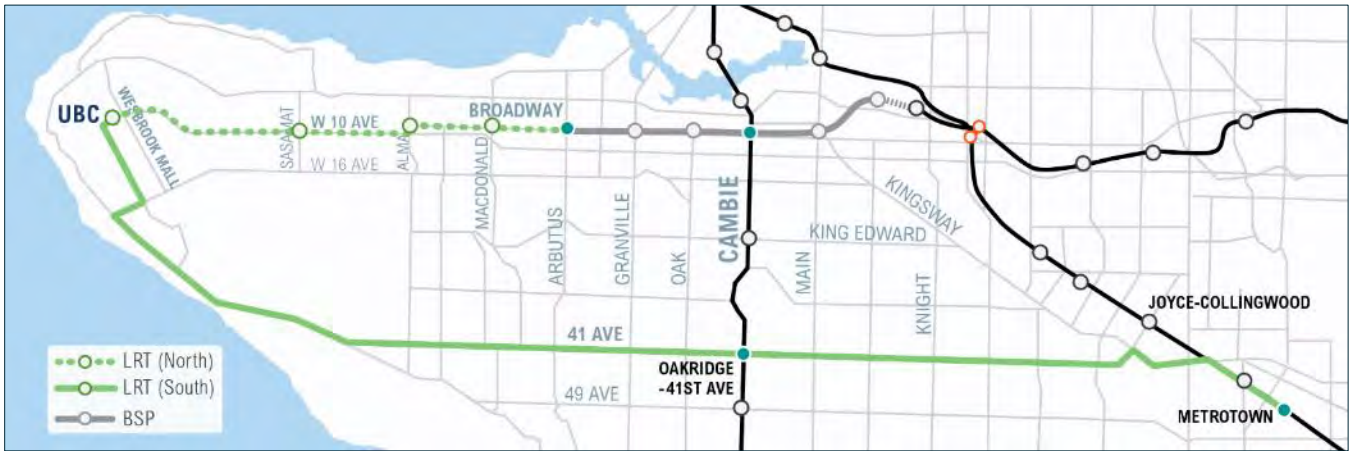 UBC
WESBROOK MALL
SASAMAT
W 10 AVE
W 16 AVE
ALMA
BROADWAY
MACDONALD
ARBUTUS
GRANVILLE
OAK
CAMBIE
MAIN
KING EDWARD
KINGSWAY
KNIGHT
JOYCE-COLLINGWOOD
41 AVE
OAKRIDGE
-41ST AVE
49 AVE
METROTOWN
LRT (North)
LRT (South)
BSP